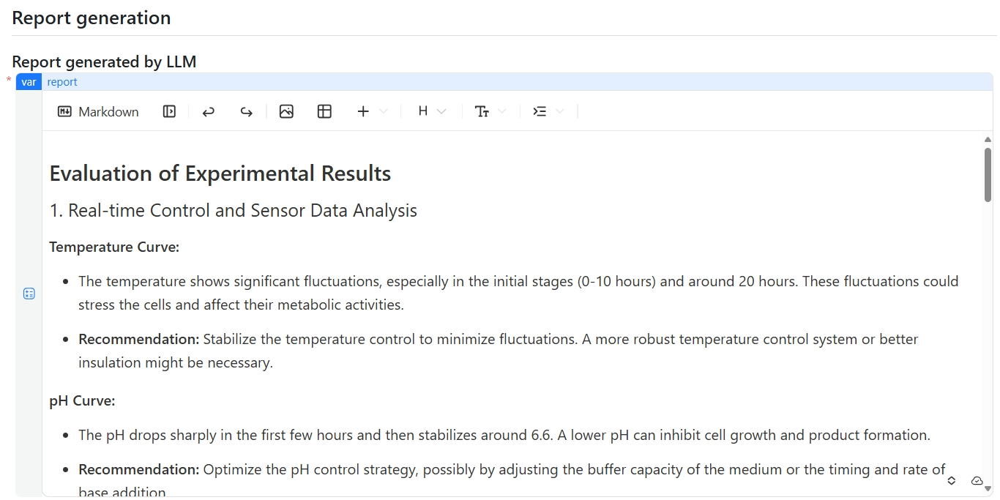 Report generation
Report generated by LLM
* var report
Markdown H Tт
Evaluation of Experimental Results
1. Real-time Control and Sensor Data Analysis
Temperature Curve:
• The temperature shows significant fluctuations, especially in the initial stages (0-10 hours) and around 20 hours. These fluctuations could
stress the cells and affect their metabolic activities.
• Recommendation: Stabilize the temperature control to minimize fluctuations. A more robust temperature control system or better
insulation might be necessary.
pH Curve:
• The pH drops sharply in the first few hours and then stabilizes around 6.6. A lower pH can inhibit cell growth and product formation.
• Recommendation: Optimize the pH control strategy, possibly by adjusting the buffer capacity of the medium or the timing and rate of
base addition